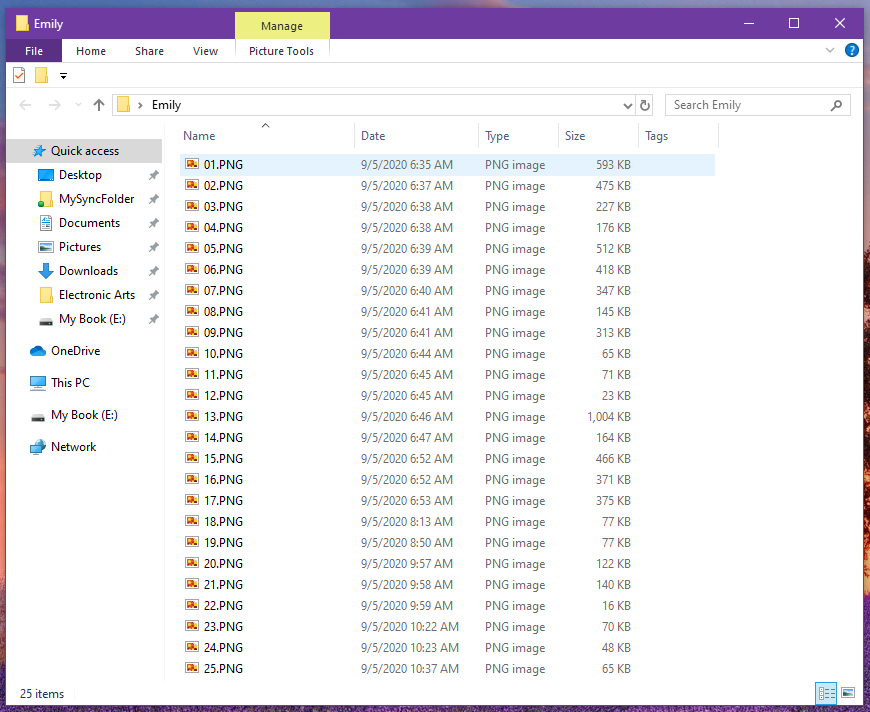 Emily
Manage
File Home Share View Picture Tools
Emily
Search Emily
Name Date Type Size Tags
Quick access
Desktop
MySyncFolder
Documents
Pictures
Downloads
Electronic Arts
My Book (E:)
OneDrive
This PC
My Book (E:)
Network
01.PNG 9/5/2020 6:35 AM PNG image 593 KB
02.PNG 9/5/2020 6:37 AM PNG image 475 KB
03.PNG 9/5/2020 6:38 AM PNG image 227 KB
04.PNG 9/5/2020 6:38 AM PNG image 176 KB
05.PNG 9/5/2020 6:39 AM PNG image 512 KB
06.PNG 9/5/2020 6:39 AM PNG image 418 KB
07.PNG 9/5/2020 6:40 AM PNG image 347 KB
08.PNG 9/5/2020 6:41 AM PNG image 145 KB
09.PNG 9/5/2020 6:41 AM PNG image 313 KB
10.PNG 9/5/2020 6:44 AM PNG image 65 KB
11.PNG 9/5/2020 6:45 AM PNG image 71 KB
12.PNG 9/5/2020 6:45 AM PNG image 23 KB
13.PNG 9/5/2020 6:46 AM PNG image 1,004 KB
14.PNG 9/5/2020 6:47 AM PNG image 164 KB
15.PNG 9/5/2020 6:52 AM PNG image 466 KB
16.PNG 9/5/2020 6:52 AM PNG image 371 KB
17.PNG 9/5/2020 6:53 AM PNG image 375 KB
18.PNG 9/5/2020 8:13 AM PNG image 77 KB
19.PNG 9/5/2020 8:50 AM PNG image 77 KB
20.PNG 9/5/2020 9:57 AM PNG image 122 KB
21.PNG 9/5/2020 9:58 AM PNG image 140 KB
22.PNG 9/5/2020 9:59 AM PNG image 16 KB
23.PNG 9/5/2020 10:22 AM PNG image 70 KB
24.PNG 9/5/2020 10:23 AM PNG image 48 KB
25.PNG 9/5/2020 10:37 AM PNG image 65 KB
25 items